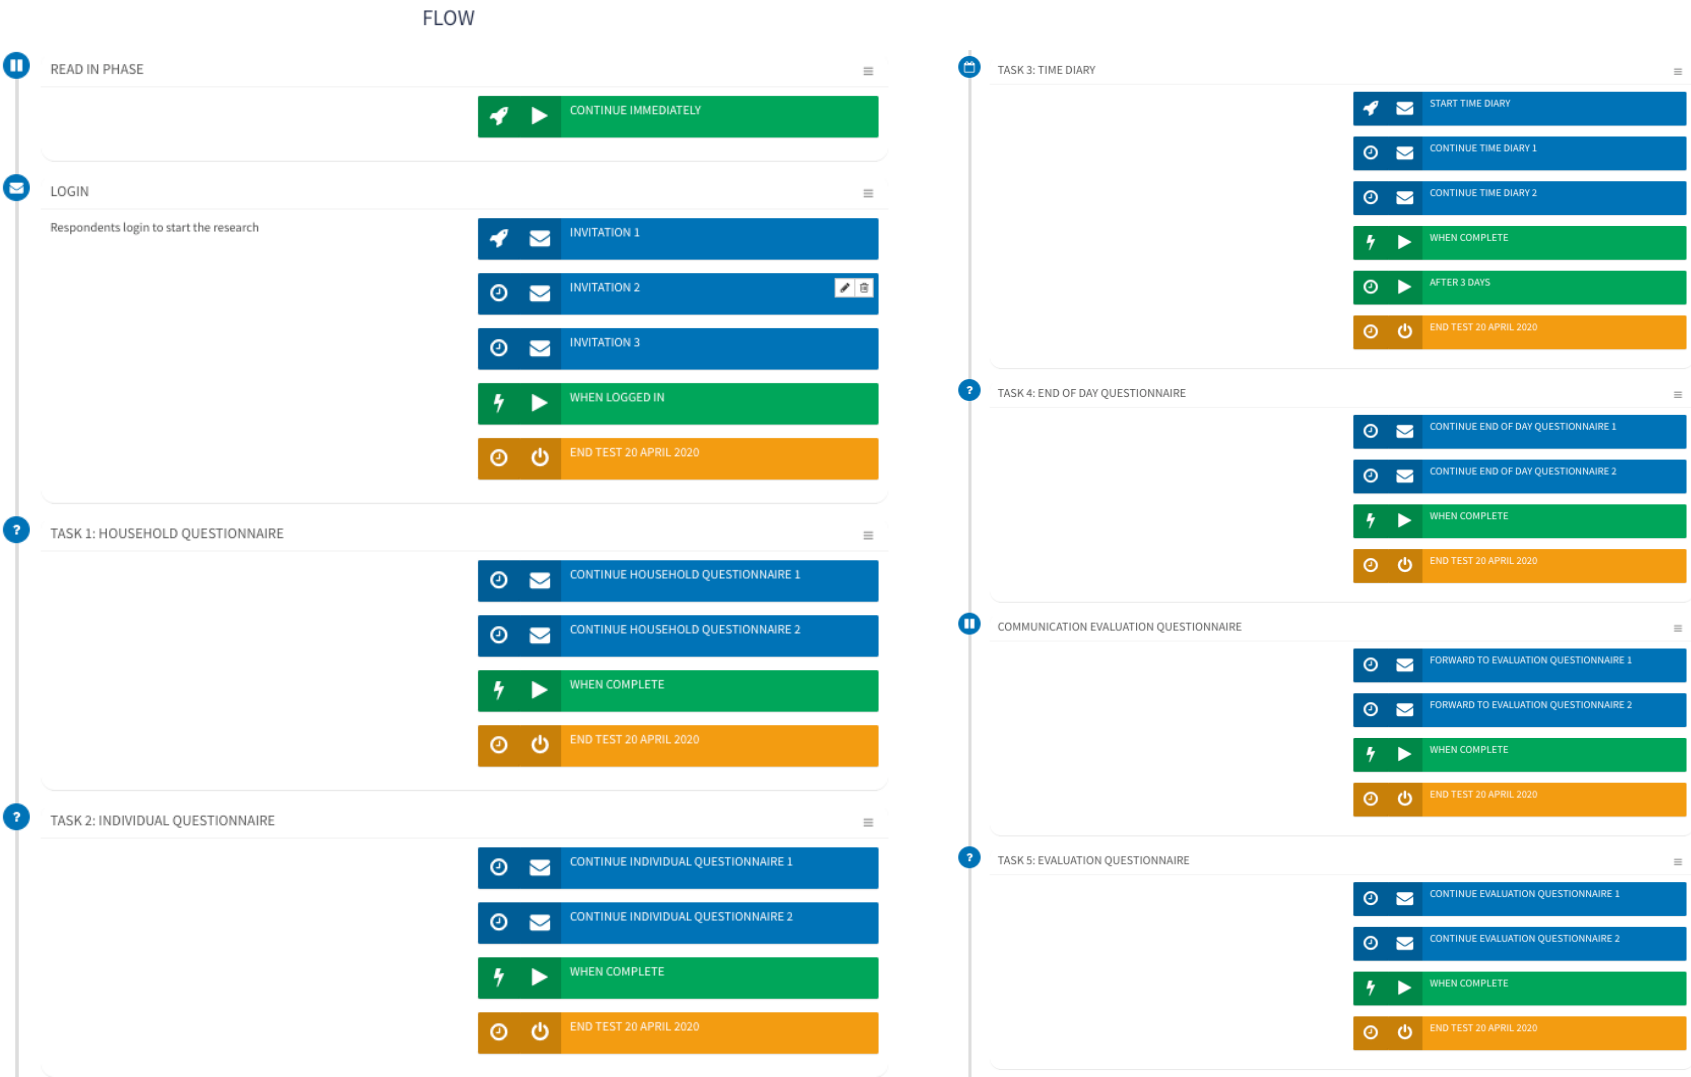 FLOW
READ IN PHASE
CONTINUE IMMEDIATELY
LOGIN
Respondents login to start the research
INVITATION 1
INVITATION 2
INVITATION 3
WHEN LOGGED IN
END TEST 20 APRIL 2020
TASK 1: HOUSEHOLD QUESTIONNAIRE
CONTINUE HOUSEHOLD QUESTIONNAIRE 1
CONTINUE HOUSEHOLD QUESTIONNAIRE 2
WHEN COMPLETE
END TEST 20 APRIL 2020
TASK 2: INDIVIDUAL QUESTIONNAIRE
CONTINUE INDIVIDUAL QUESTIONNAIRE 1
CONTINUE INDIVIDUAL QUESTIONNAIRE 2
WHEN COMPLETE
END TEST 20 APRIL 2020
TASK 3: TIME DIARY
START TIME DIARY
CONTINUE TIME DIARY 1
CONTINUE TIME DIARY 2
WHEN COMPLETE
AFTER 3 DAYS
END TEST 20 APRIL 2020
TASK 4: END OF DAY QUESTIONNAIRE
CONTINUE END OF DAY QUESTIONNAIRE 1
CONTINUE END OF DAY QUESTIONNAIRE 2
WHEN COMPLETE
END TEST 20 APRIL 2020
COMMUNICATION EVALUATION QUESTIONNAIRE
FORWARD TO EVALUATION QUESTIONNAIRE 1
FORWARD TO EVALUATION QUESTIONNAIRE 2
WHEN COMPLETE
END TEST 20 APRIL 2020
TASK 5: EVALUATION QUESTIONNAIRE
CONTINUE EVALUATION QUESTIONNAIRE 1
CONTINUE EVALUATION QUESTIONNAIRE 2
WHEN COMPLETE
END TEST 20 APRIL 2020